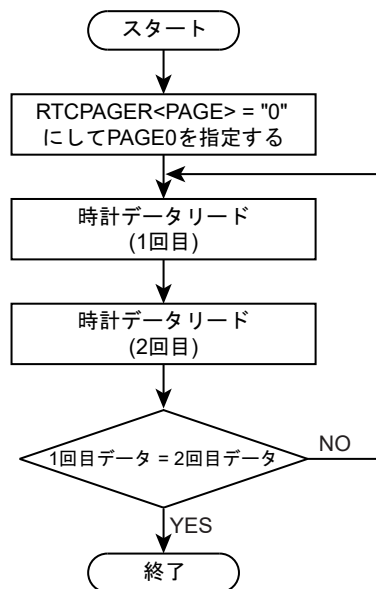 スタート
RTCPAGER<PAGE> = "0"
にしてPAGE0を指定する
時計データリード
(1回目)
時計データリード
(2回目)
1回目データ = 2回目データ
NO
YES
終了